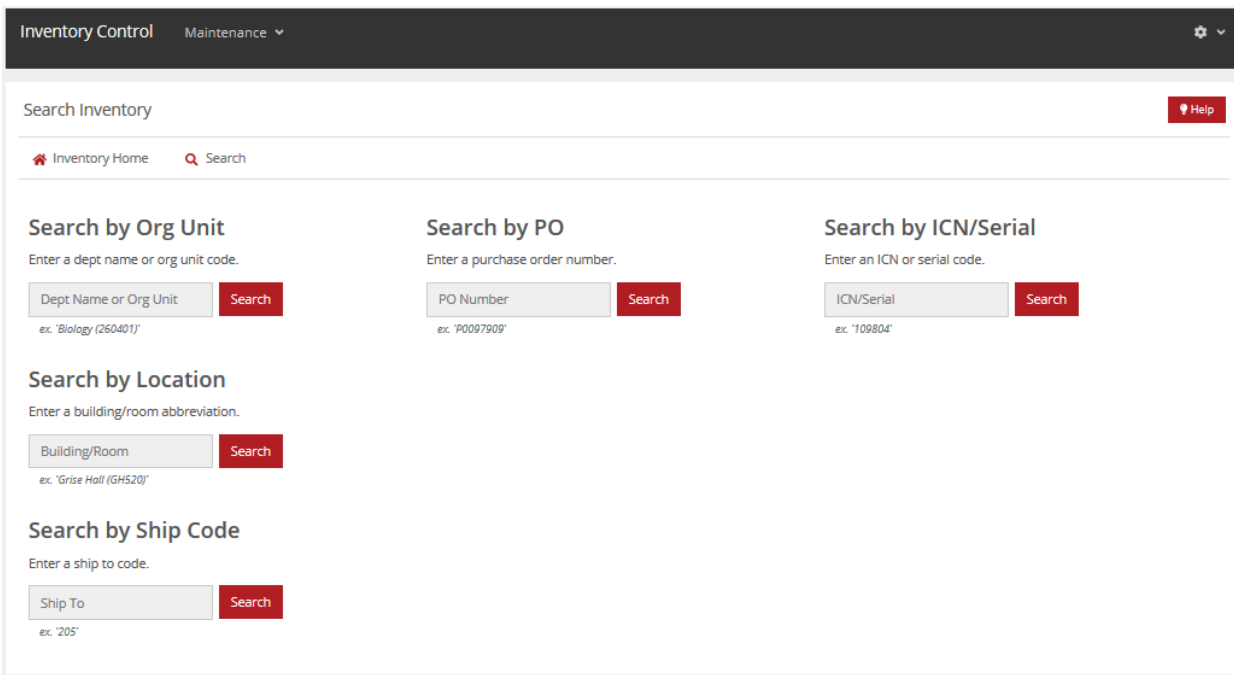 Inventory Control Maintenance
Search Inventory Help
Inventory Home Search
Search by Org Unit
Enter a dept name or org unit code.
Dept Name or Org Unit Search
ex. 'Biology (260401)'
Search by PO
Enter a purchase order number.
PO Number Search
ex. 'P0097909'
Search by ICN/Serial
Enter an ICN or serial code.
ICN/Serial Search
ex. '109804'
Search by Location
Enter a building/room abbreviation.
Building/Room Search
ex. 'Grise Hall (GH520)'
Search by Ship Code
Enter a ship to code.
Ship To Search
ex. '205'